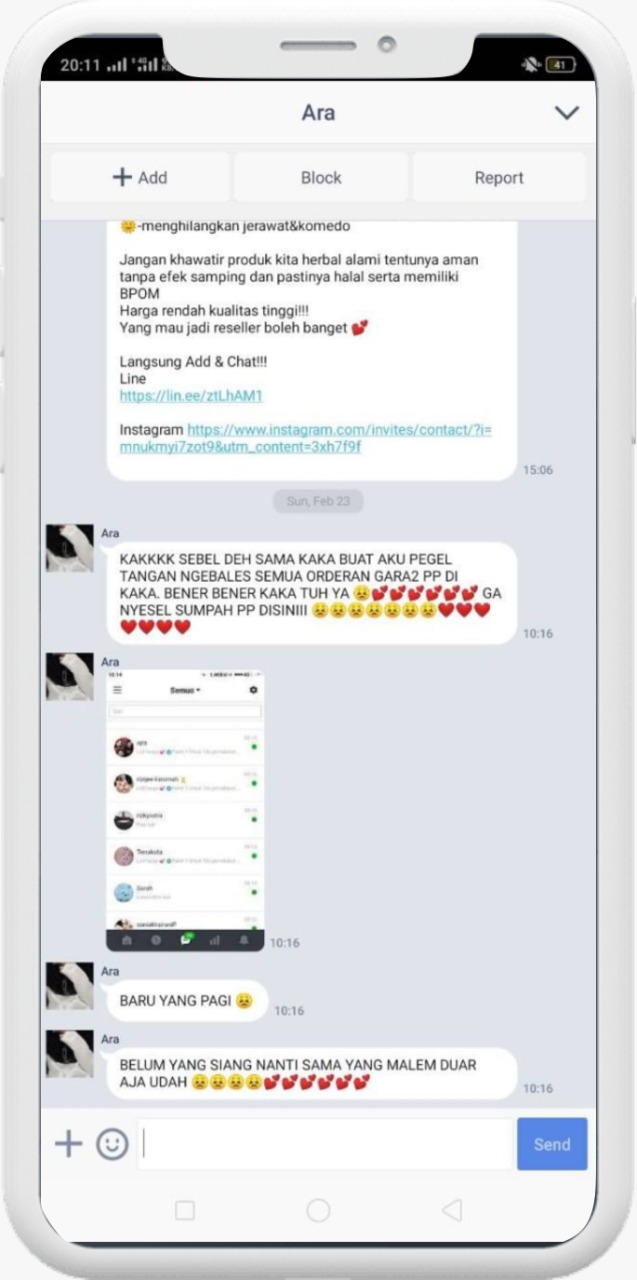 20:11
41
Ara
Add
Block
Report
-menghilangkan jerawat&komedo
Jangan khawatir produk kita herbal alami tentunya aman
tanpa efek samping dan pastinya halal serta memiliki
BPOM
Harga rendah kualitas tinggi!!!
Yang mau jadi reseller boleh banget 💕
Langsung Add & Chat!!!
Line
https://lin.ee/ztLhAM1
Instagram https://www.instagram.com/invites/contact/?i=
mnukmyi7zot9&utm_content=3xh7f9f
15:06
Sun, Feb 23
Ara
KAKKKK SEBEL DEH SAMA KAKA BUAT AKU PEGEL
TANGAN NGEBALES SEMUA ORDERAN GARA2 PP DI
KAKA. BENER BENER KAKA TUH YA 😣💕💕💕💕💕💕 GA
NYESEL SUMPAH PP DISINIII 😣😣😣😣😣😣😣❤❤❤
❤❤❤❤
10:16
Ara
10:14
Semua
Sarah
10:16
Ara
BARU YANG PAGI 😣
10:16
Ara
BELUM YANG SIANG NANTI SAMA YANG MALEM DUAR
AJA UDAH 😣😣😣😣💕💕💕💕💕💕
10:16
Send